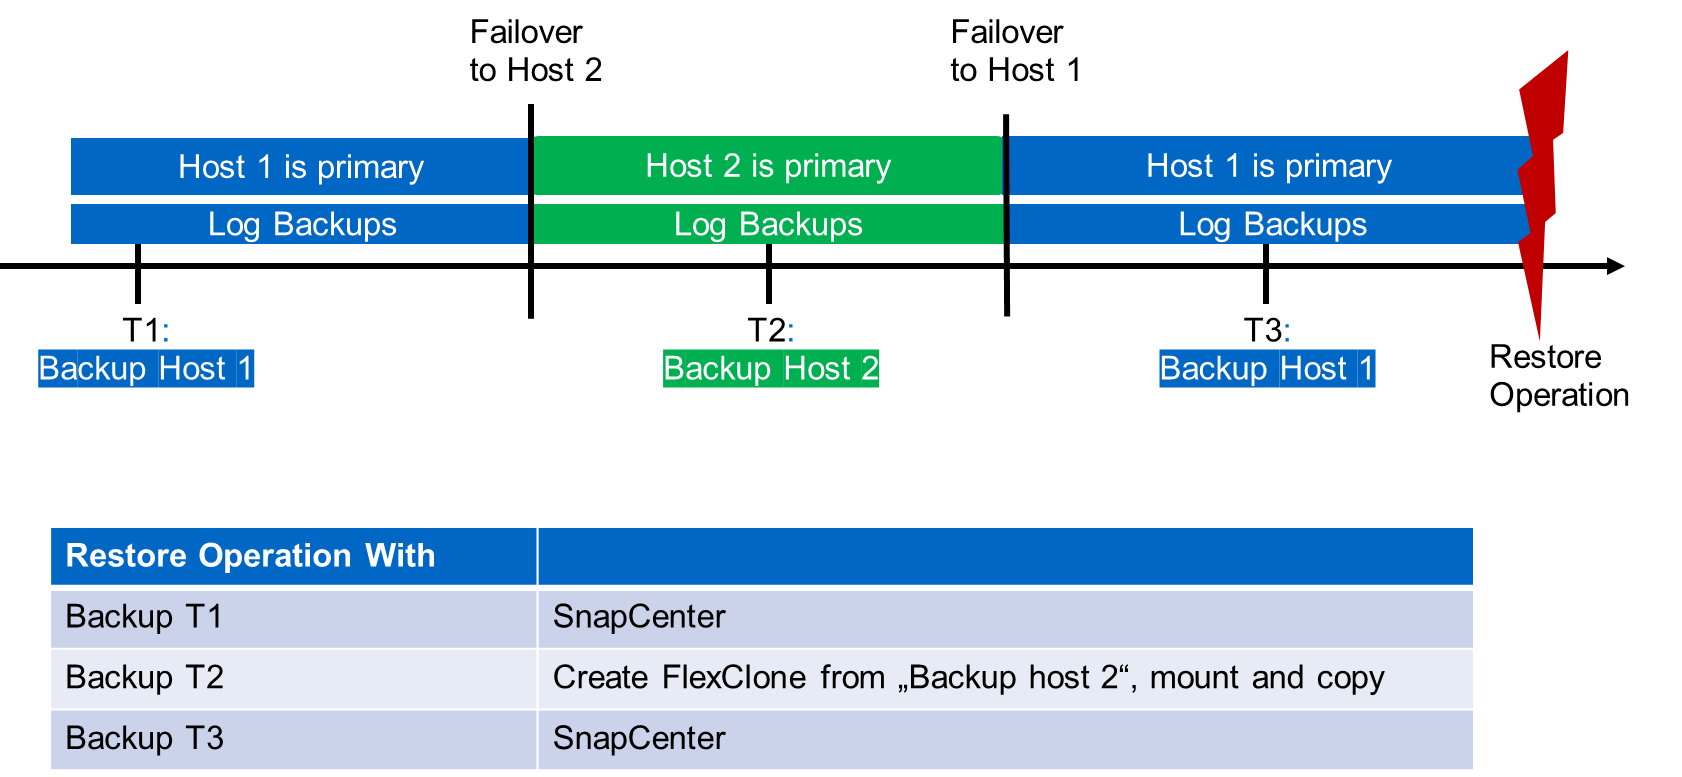 Failover
to Host 2
Failover
to Host 1
Host 1 is primary
Host 2 is primary
Host 1 is primary
Log Backups
Log Backups
Log Backups
T1:
Backup Host 1
T2:
Backup Host 2
T3:
Backup Host 1
Restore
Operation
Restore Operation With
Backup T1
SnapCenter
Backup T2
Create FlexClone from „Backup host 2“, mount and copy
Backup T3
SnapCenter